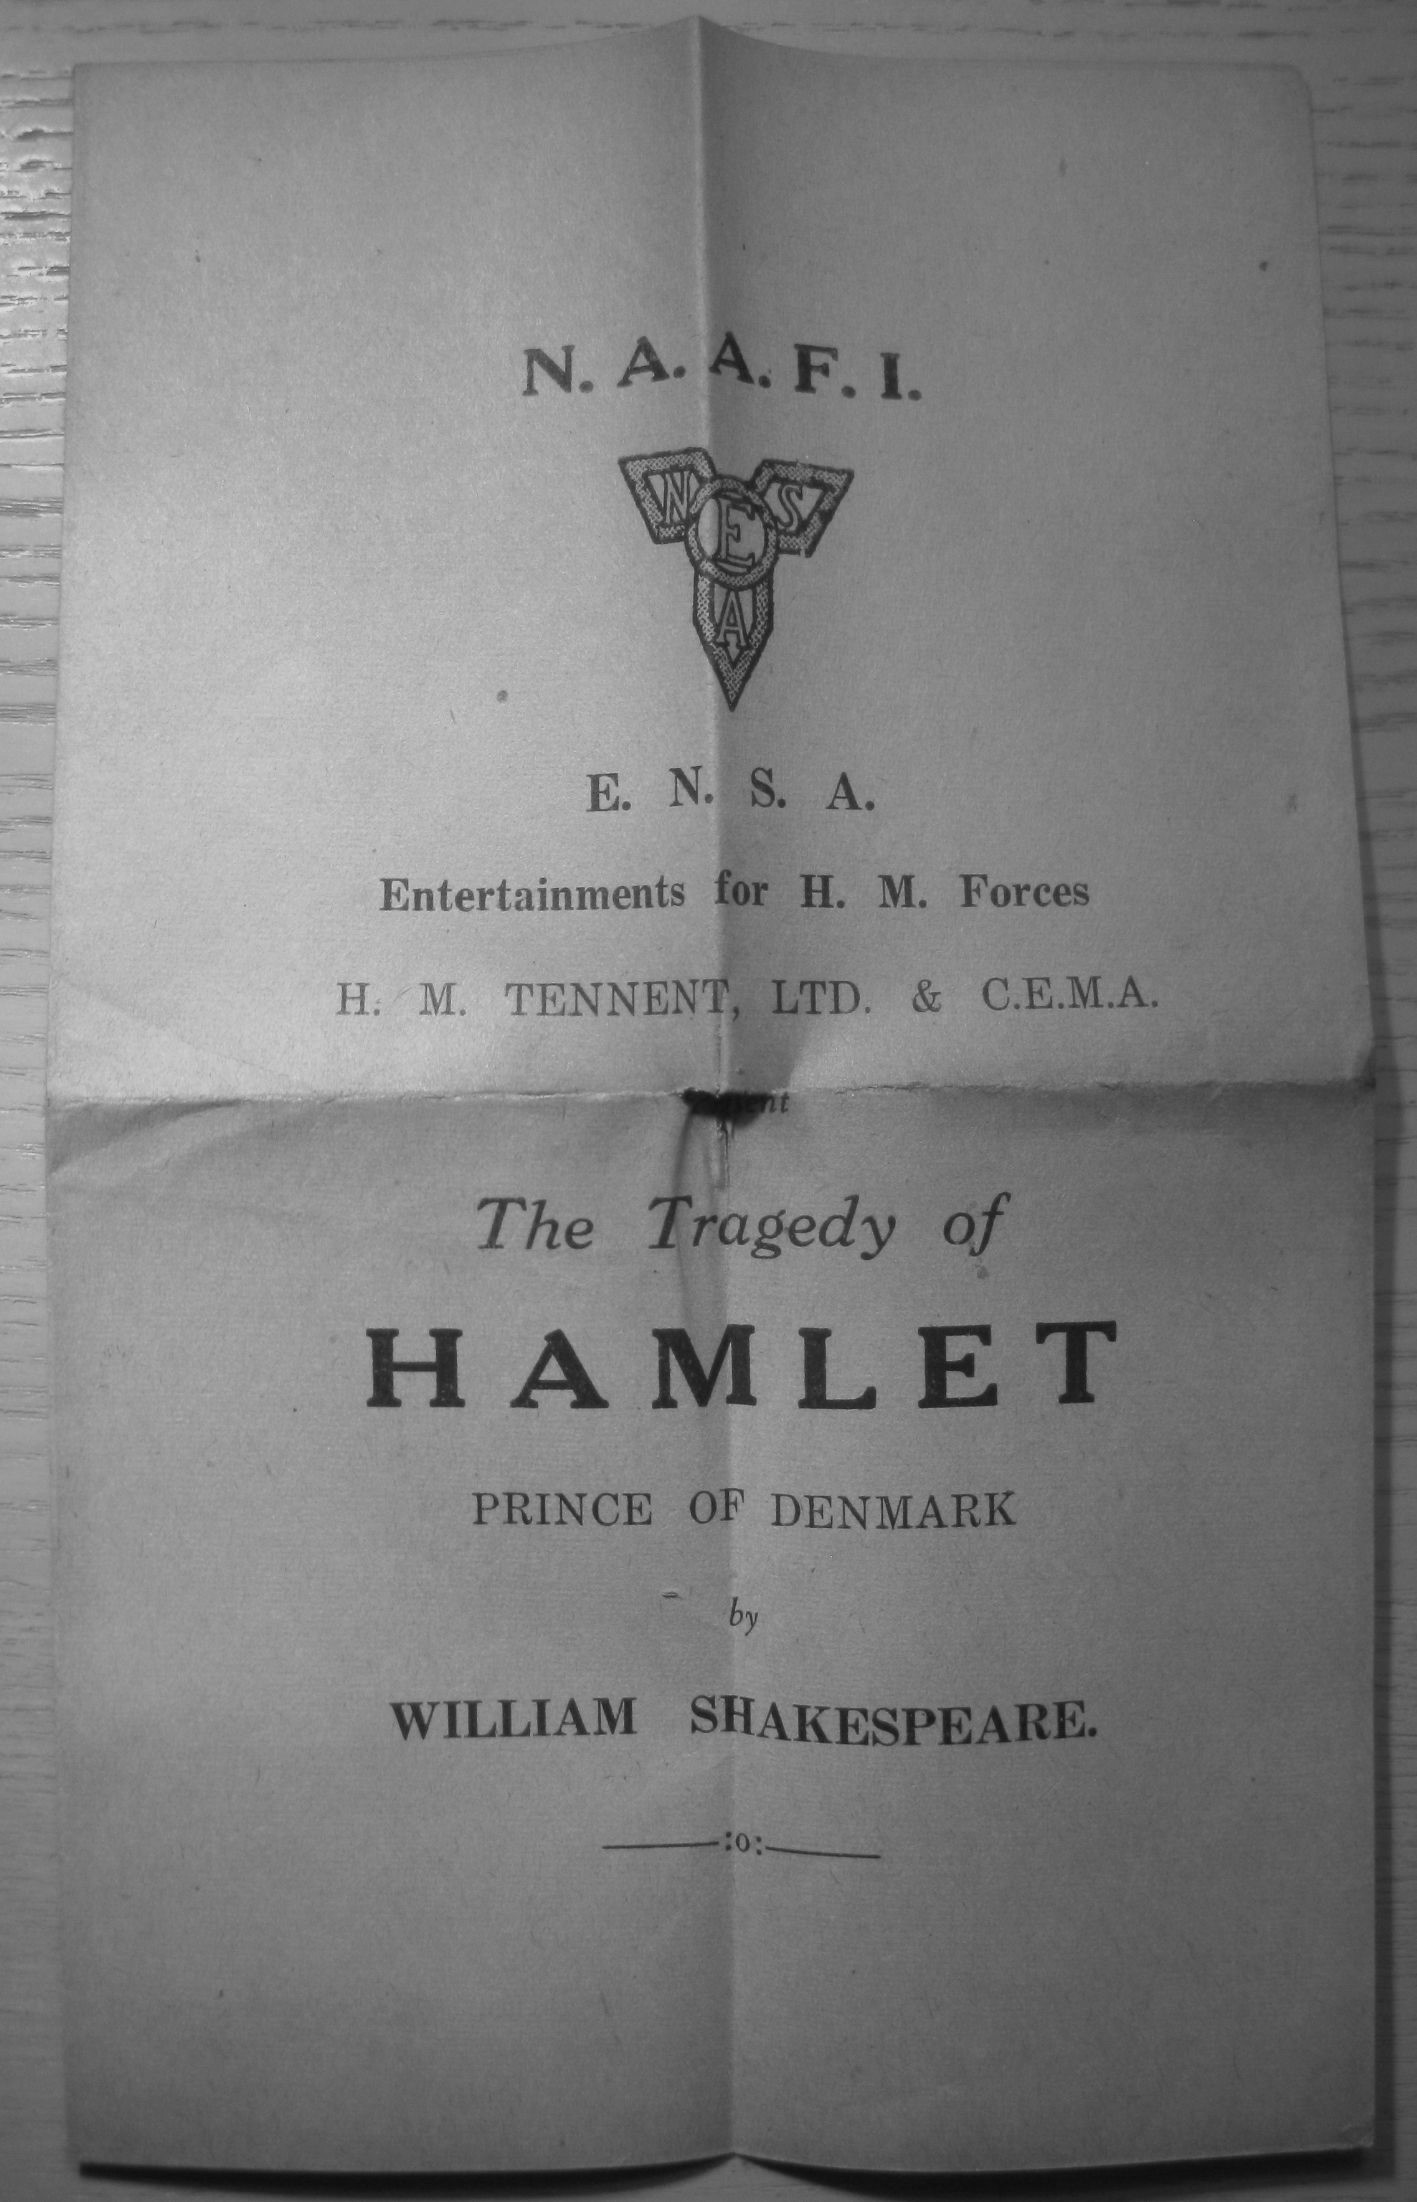 N. A. A. F. I.
N E S
A
E. N. S. A.
Entertainments for H. M. Forces
H. M. TENNENT, LTD. & C.E.M.A.
The Tragedy of
HAMLET
PRINCE OF DENMARK
by
WILLIAM SHAKESPEARE.
:o: